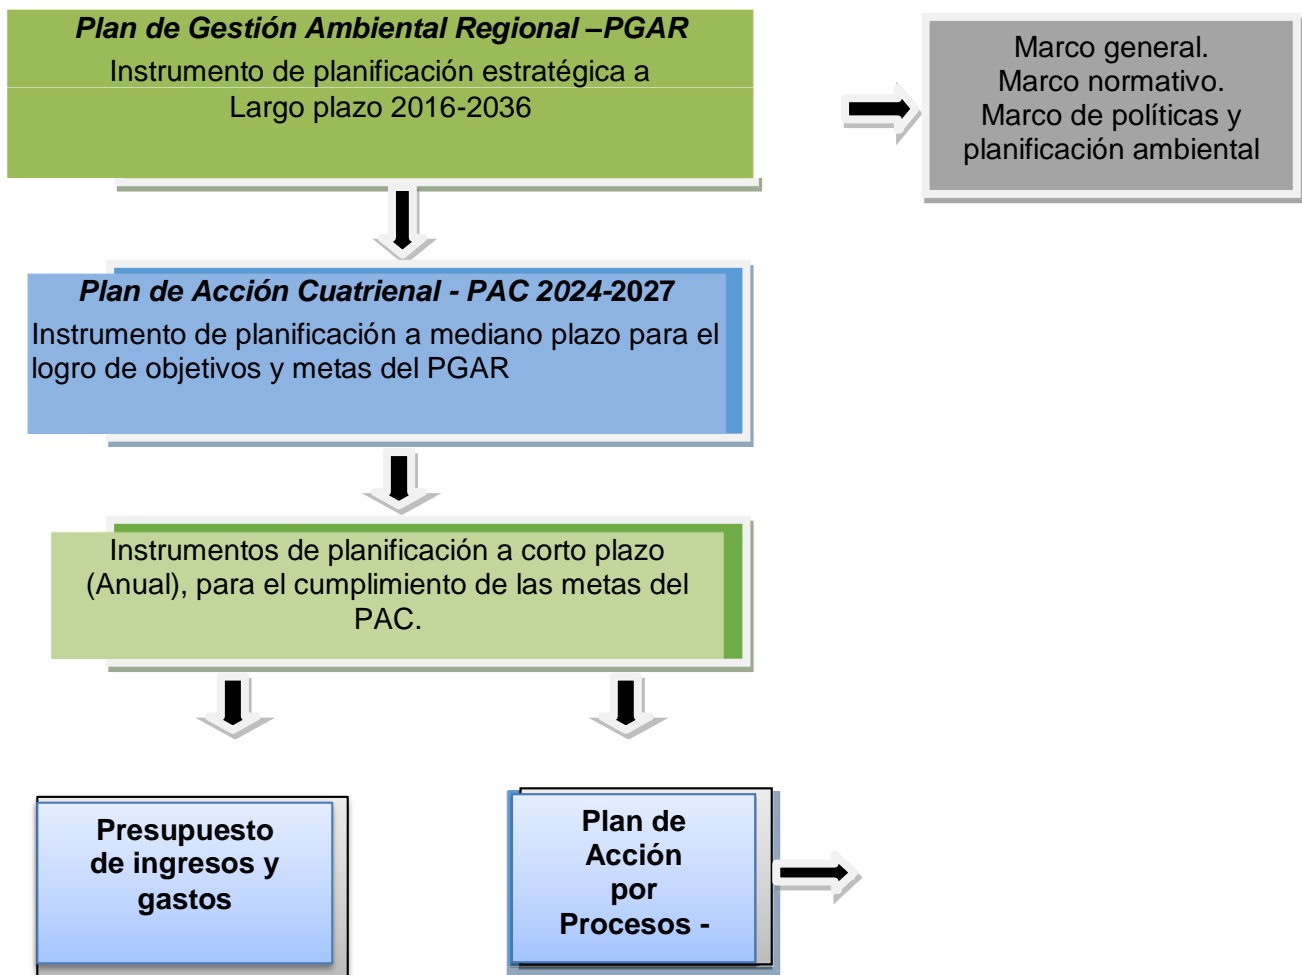 Plan de Gestión Ambiental Regional –PGAR
Instrumento de planificación estratégica a
Largo plazo 2016-2036
Marco general.
Marco normativo.
Marco de políticas y
planificación ambiental
Plan de Acción Cuatrienal - PAC 2024-2027
Instrumento de planificación a mediano plazo para el
logro de objetivos y metas del PGAR
Instrumentos de planificación a corto plazo
(Anual), para el cumplimiento de las metas del
PAC.
Presupuesto
de ingresos y
gastos
Plan de
Acción
por
Procesos -